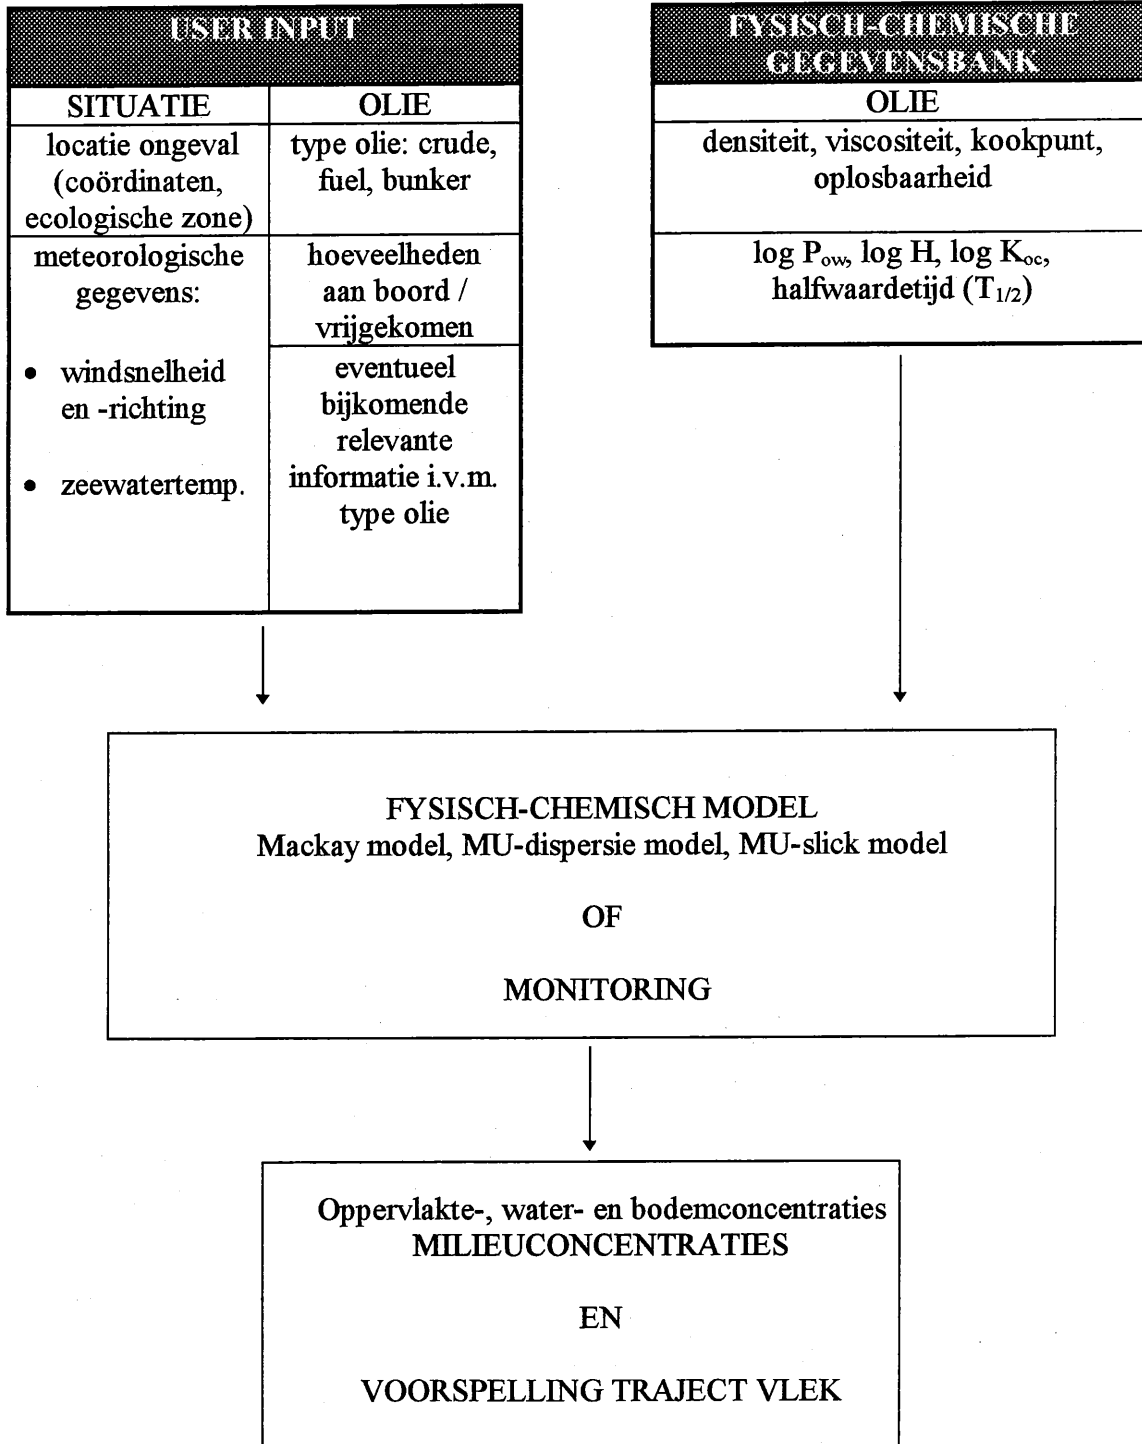 USER INPUT
SITUATIE
OLIE
locatie ongeval
(coördinaten,
ecologische zone)
type olie: crude,
fuel, bunker
meteorologische
gegevens:
• windsnelheid
en -richting
• zeewatertemp.
hoeveelheden
aan boord /
vrijgekomen
eventueel
bijkomende
relevante
informatie i.v.m.
type olie
FYSISCH-CHEMISCHE
GEGEVENSBANK
OLIE
densiteit, viscositeit, kookpunt,
oplosbaarheid
log Pow, log H, log Koc,
halfwaardetijd (T1/2)
FYSISCH-CHEMISCH MODEL
Mackay model, MU-dispersie model, MU-slick model
OF
MONITORING
Oppervlakte-, water- en bodemconcentraties
MILIEUCONCENTRATIES
EN
VOORSPELLING TRAJECT VLEK